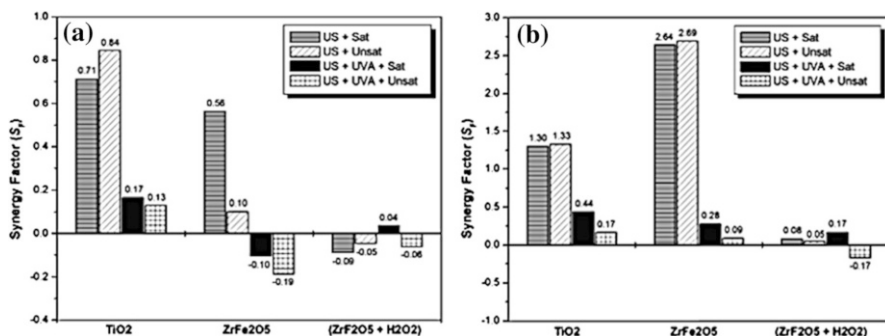 (a)
US + Sat
US + Unsat
US + UVA + Sat
US + UVA + Unsat
Synergy Factor (Sf)
1.0
0.8
0.6
0.4
0.2
0.0
-0.2
-0.4
0.71
0.84
0.17
0.13
0.56
0.10
-0.10
-0.19
-0.09
-0.05
0.04
-0.06
TiO2
ZrFe2O5
(ZrF2O5 + H2O2)
(b)
US + Sat
US + Unsat
US + UVA + Sat
US + UVA + Unsat
Synergy Factor (Sf)
3.0
2.5
2.0
1.5
1.0
0.5
0.0
-0.5
-1.0
1.30
1.33
0.44
0.17
2.64
2.69
0.28
0.09
0.08
0.05
0.17
-0.17
TiO2
ZrFe2O5
(ZrF2O5 + H2O2)